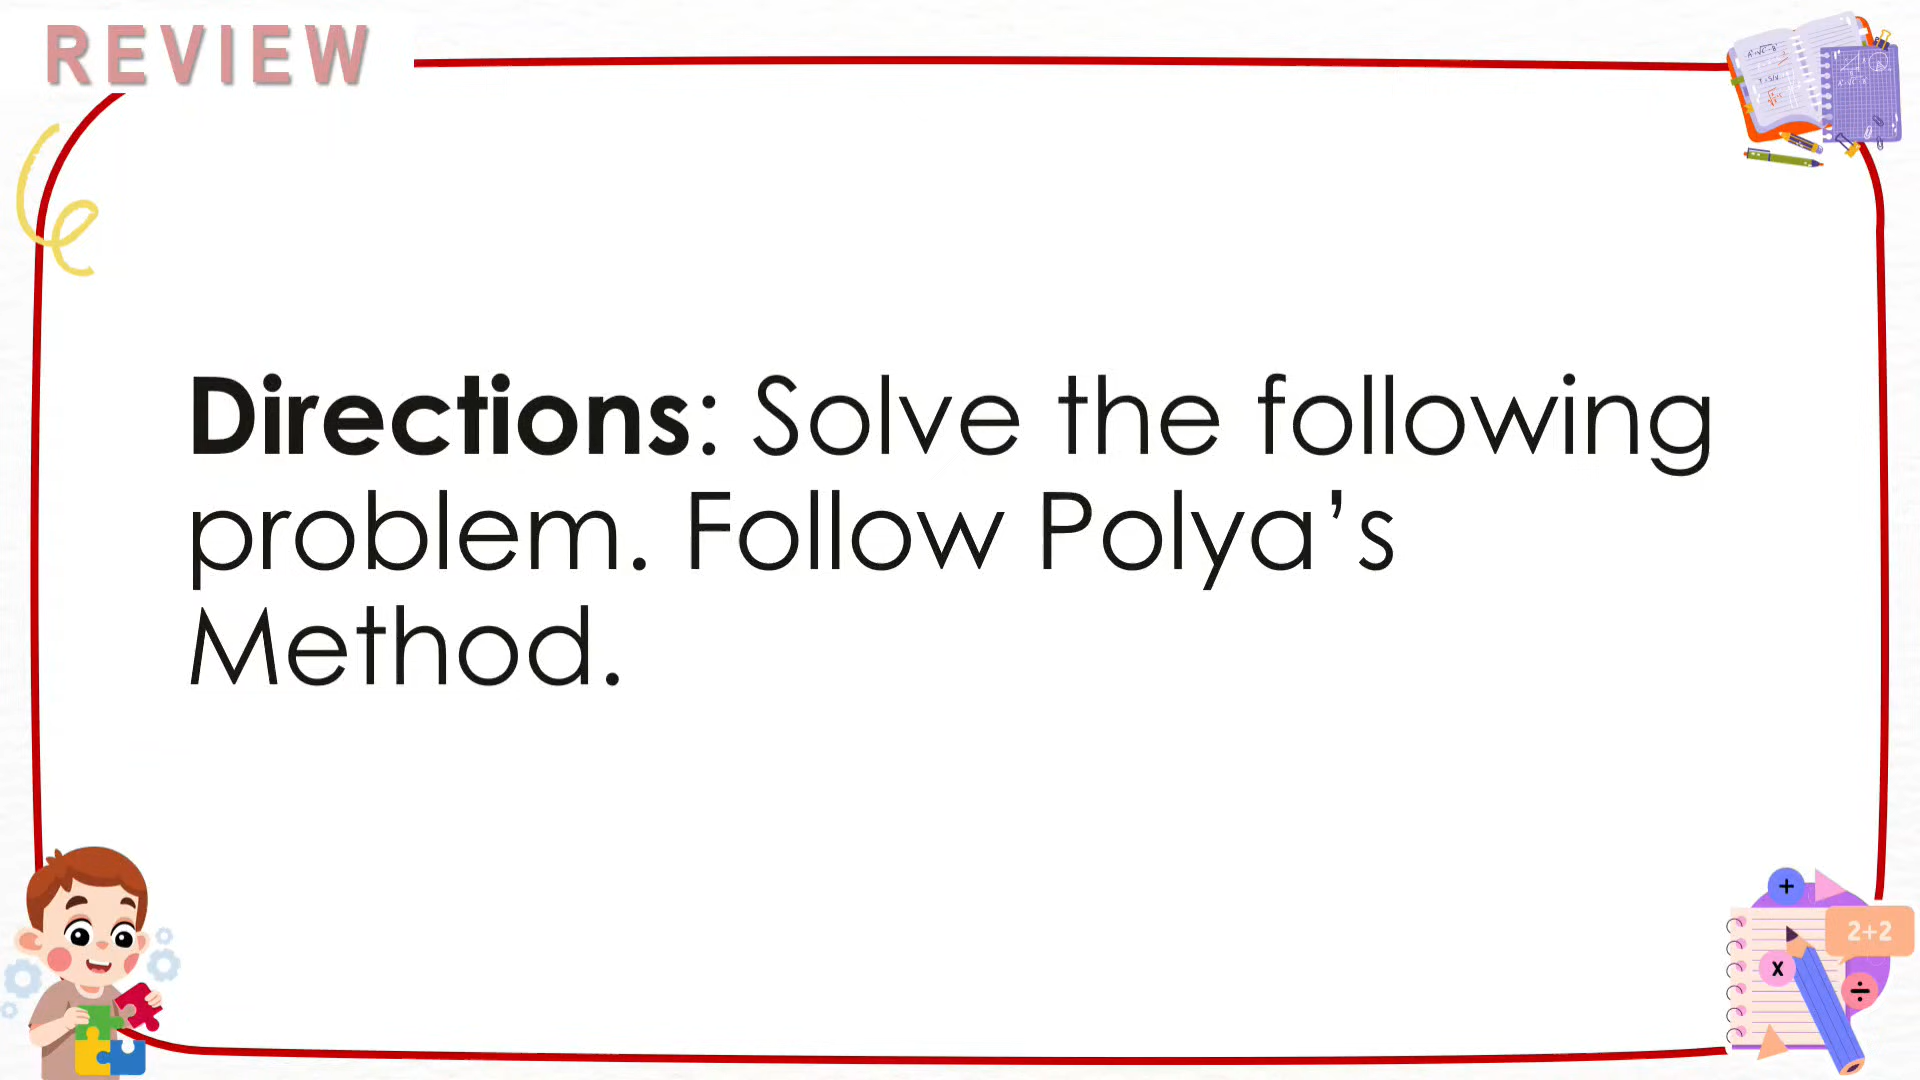 REVIEW
Directions: Solve the following
problem. Follow Polya’s
Method.
+
2+2
x
÷